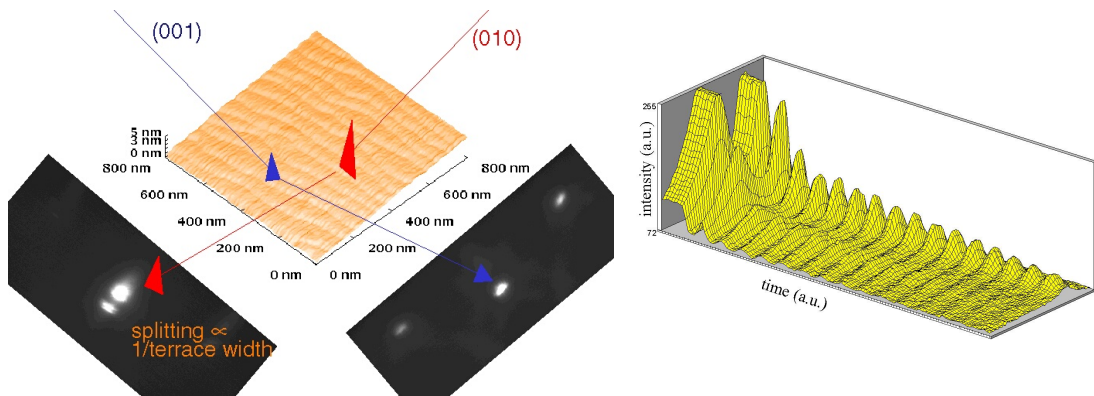 (001)
(010)
5 nm
3 nm
0 nm
800 nm
600 nm
400 nm
200 nm
0 nm
800 nm
600 nm
400 nm
200 nm
0 nm
splitting ∝
1/terrace width
255
intensity (a.u.)
72
time (a.u.)